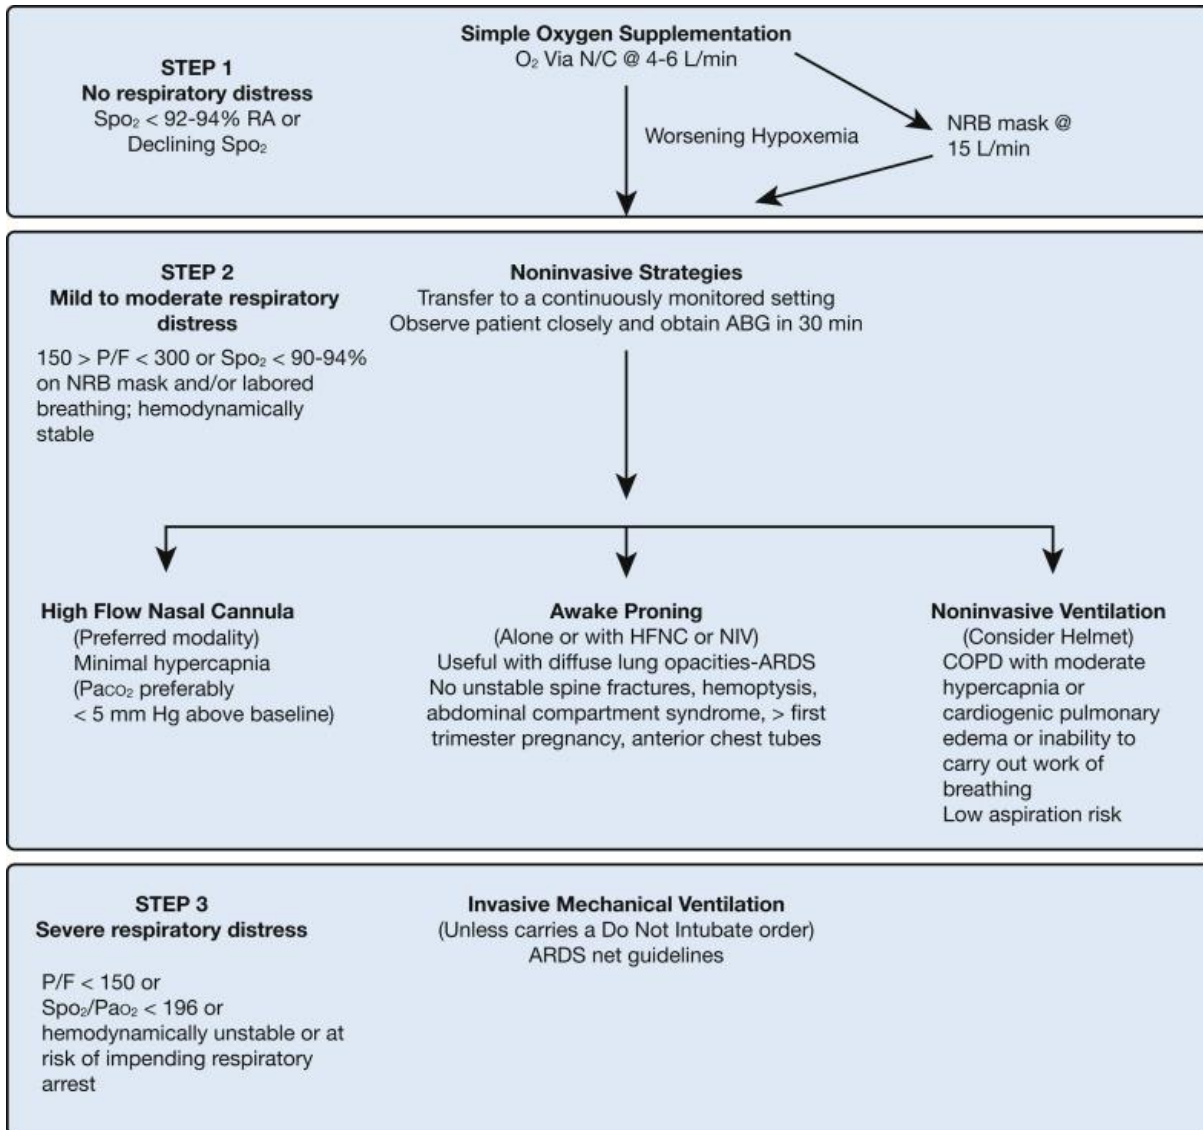 STEP 1
No respiratory distress
Spo₂ < 92-94% RA or
Declining Spo₂
Simple Oxygen Supplementation
O₂ Via N/C @ 4-6 L/min
Worsening Hypoxemia
NRB mask @
15 L/min
STEP 2
Mild to moderate respiratory
distress
150 > P/F < 300 or Spo₂ < 90-94%
on NRB mask and/or labored
breathing; hemodynamically
stable
Noninvasive Strategies
Transfer to a continuously monitored setting
Observe patient closely and obtain ABG in 30 min
High Flow Nasal Cannula
(Preferred modality)
Minimal hypercapnia
(Paco₂ preferably
< 5 mm Hg above baseline)
Awake Proning
(Alone or with HFNC or NIV)
Useful with diffuse lung opacities-ARDS
No unstable spine fractures, hemoptysis,
abdominal compartment syndrome, > first
trimester pregnancy, anterior chest tubes
Noninvasive Ventilation
(Consider Helmet)
COPD with moderate
hypercapnia or
cardiogenic pulmonary
edema or inability to
carry out work of
breathing
Low aspiration risk
STEP 3
Severe respiratory distress
P/F < 150 or
Spo₂/Pao₂ < 196 or
hemodynamically unstable or at
risk of impending respiratory
arrest
Invasive Mechanical Ventilation
(Unless carries a Do Not Intubate order)
ARDS net guidelines